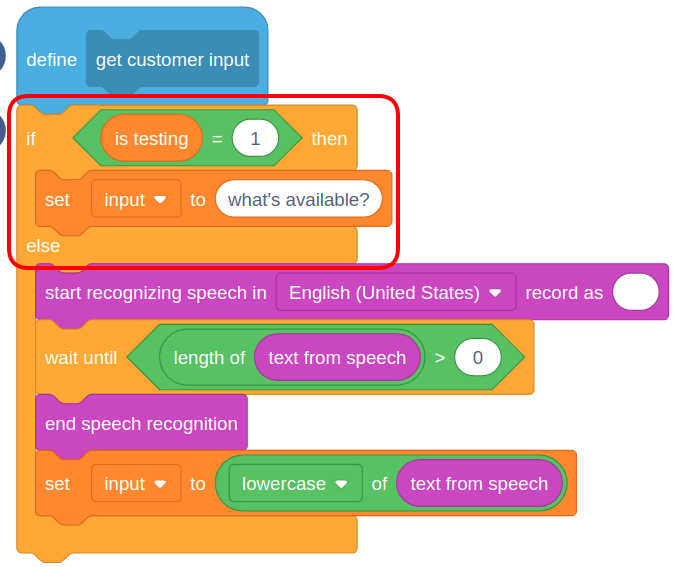 define get customer input
if is testing = 1 then
set input to what's available?
else
start recognizing speech in English (United States) record as
wait until length of text from speech > 0
end speech recognition
set input to lowercase of text from speech